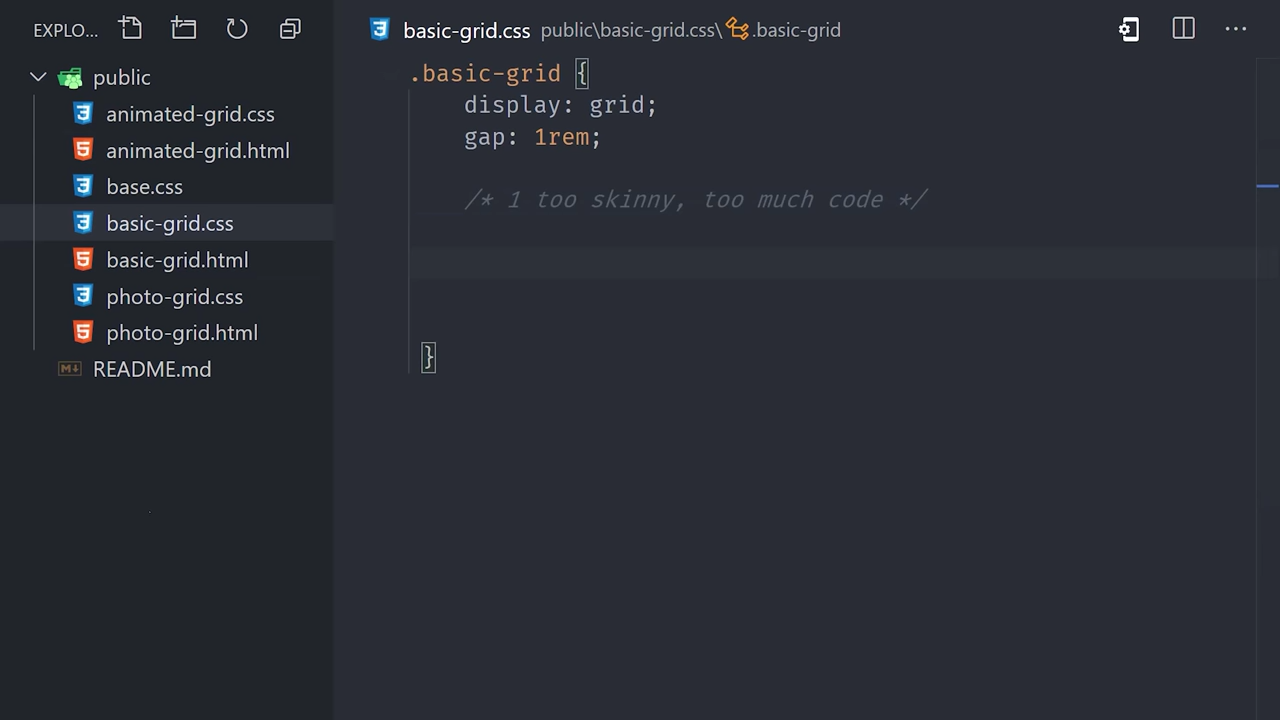 EXPLO...
public
animated-grid.css
animated-grid.html
base.css
basic-grid.css
basic-grid.html
photo-grid.css
photo-grid.html
README.md
basic-grid.css public\basic-grid.css\ .basic-grid
.basic-grid {
display: grid;
gap: 1rem;
/* 1 too skinny, too much code */
}